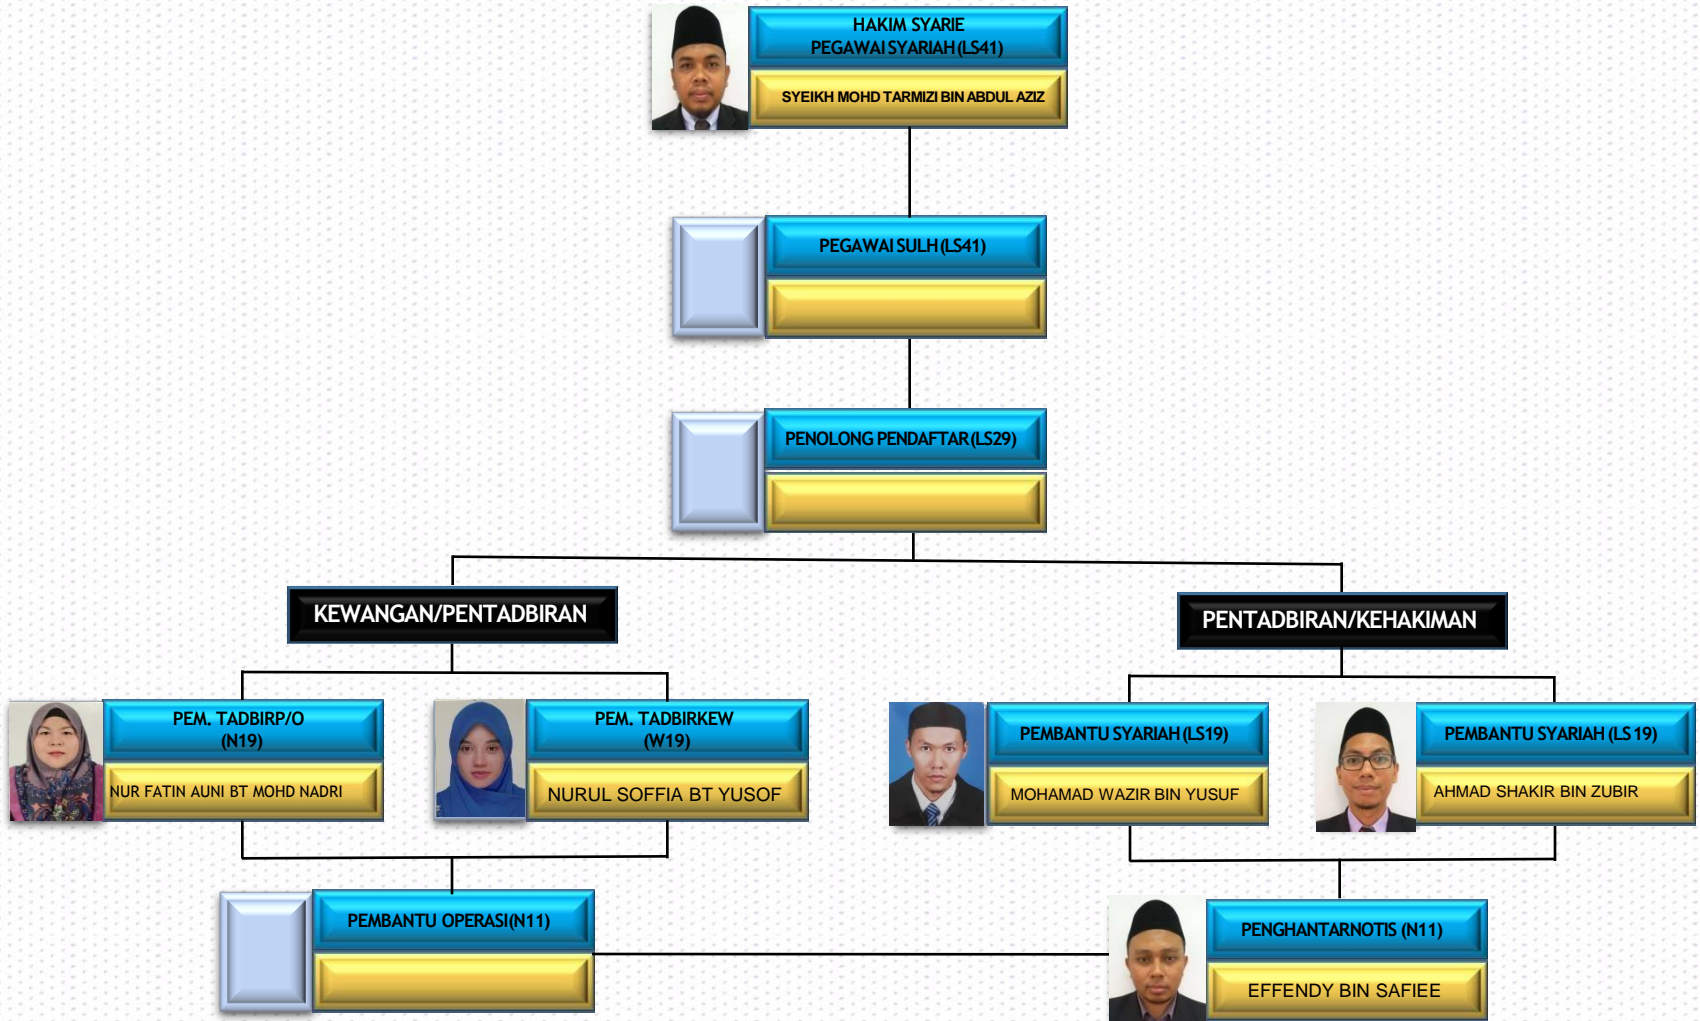 HAKIM SYARIE
PEGAWAI SYARIAH (LS41)
SYEIKH MOHD TARMIZI BIN ABDUL AZIZ
PEGAWAI SULH (LS41)
PENOLONG PENDAFTAR (LS29)
KEWANGAN/PENTADBIRAN
PENTADBIRAN/KEHAKIMAN
PEM. TADBIRP/O
(N19)
NUR FATIN AUNI BT MOHD NADRI
PEM. TADBIRKEW
(W19)
NURUL SOFFIA BT YUSOF
PEMBANTU SYARIAH (LS19)
MOHAMAD WAZIR BIN YUSUF
PEMBANTU SYARIAH (LS 19)
AHMAD SHAKIR BIN ZUBIR
PEMBANTU OPERASI(N11)
PENGHANTARNOTIS (N11)
EFFENDY BIN SAFIEE